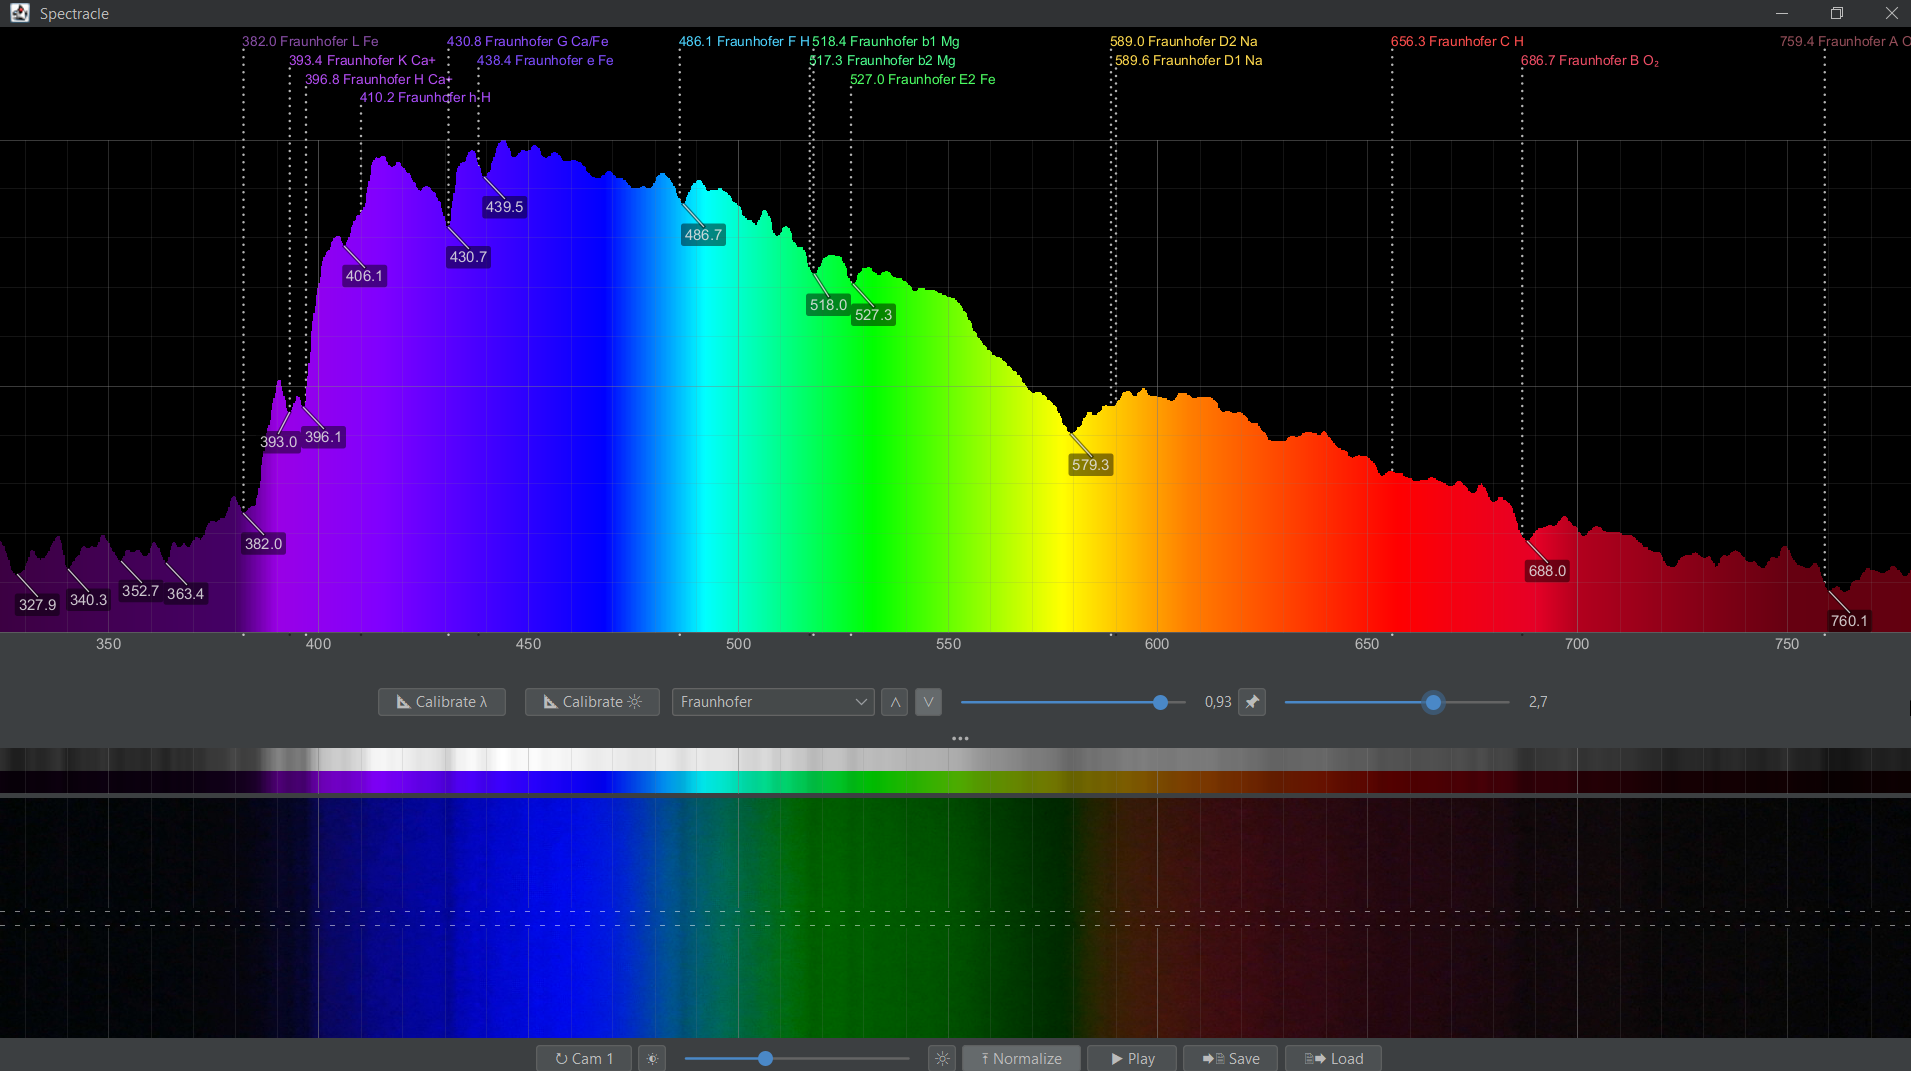 Spectracle
382.0 Fraunhofer L Fe
430.8 Fraunhofer G Ca/Fe
486.1 Fraunhofer F H
518.4 Fraunhofer b1 Mg
589.0 Fraunhofer D2 Na
656.3 Fraunhofer C H
759.4 Fraunhofer A O
393.4 Fraunhofer K Ca+
438.4 Fraunhofer e Fe
517.3 Fraunhofer b2 Mg
589.6 Fraunhofer D1 Na
686.7 Fraunhofer B O₂
396.8 Fraunhofer H Ca+
527.0 Fraunhofer E2 Fe
410.2 Fraunhofer h H
439.5
486.7
430.7
406.1
518.0
527.3
393.0
396.1
579.3
382.0
688.0
327.9
340.3
352.7
363.4
760.1
350 400 450 500 550 600 650 700 750
Calibrate λ
Calibrate
Fraunhofer
0,93
2,7
Cam 1
Normalize
Play
Save
Load